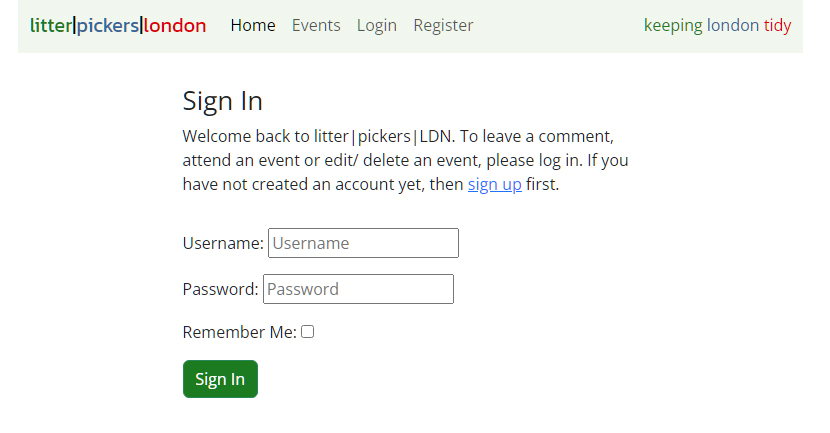 litter|pickers|london Home Events Login Register keeping london tidy
Sign In
Welcome back to litter|pickers|LDN. To leave a comment,
attend an event or edit/ delete an event, please log in. If you
have not created an account yet, then sign up first.
Username: Username
Password: Password
Remember Me:
Sign In